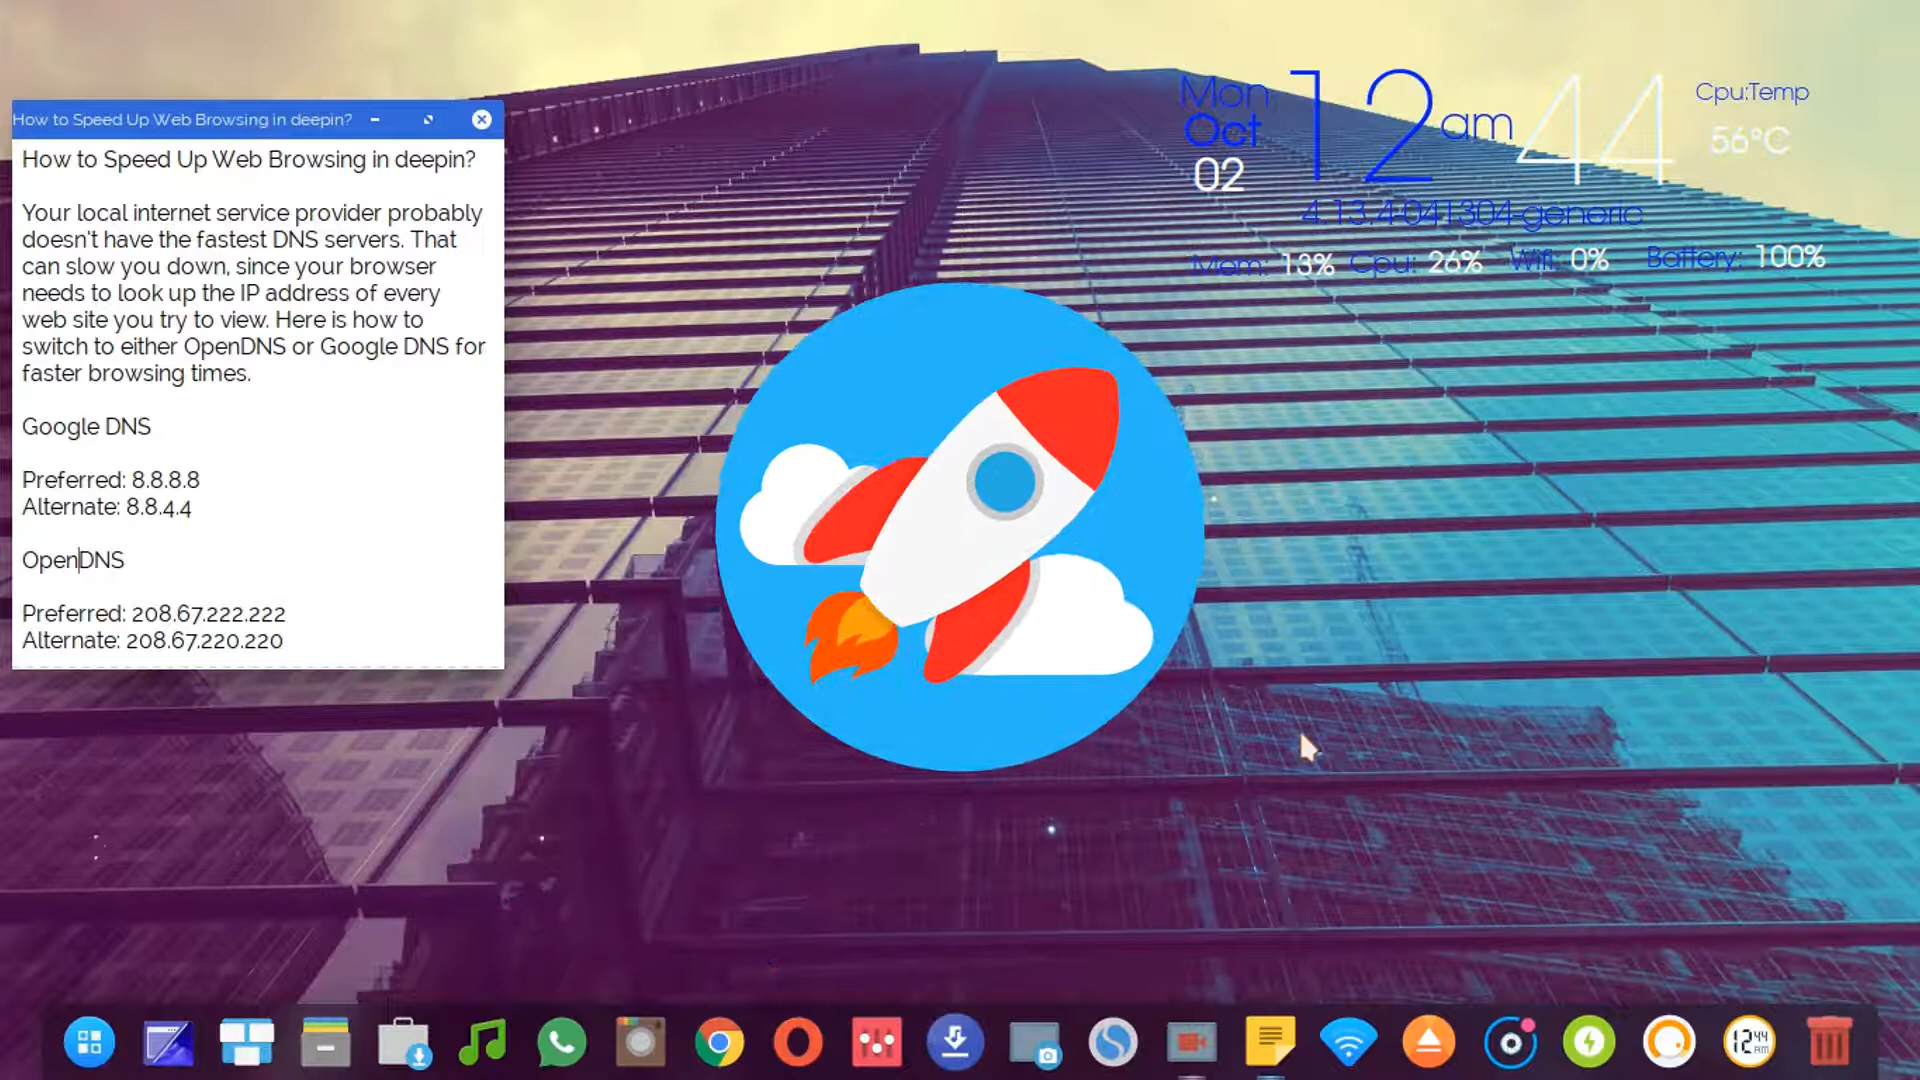 How to Speed Up Web Browsing in deepin?
How to Speed Up Web Browsing in deepin?
Your local internet service provider probably
doesn't have the fastest DNS servers. That
can slow you down, since your browser
needs to look up the IP address of every
web site you try to view. Here is how to
switch to either OpenDNS or Google DNS for
faster browsing times.
Google DNS
Preferred: 8.8.8.8
Alternate: 8.8.4.4
OpenDNS
Preferred: 208.67.222.222
Alternate: 208.67.220.220
Mon
Oct
02
12 am 44
Cpu:Temp
56°C
4.13.4-041304-generic
Mem: 13% Cpu: 26% Wifi: 0% Battery: 100%
12 44
AM